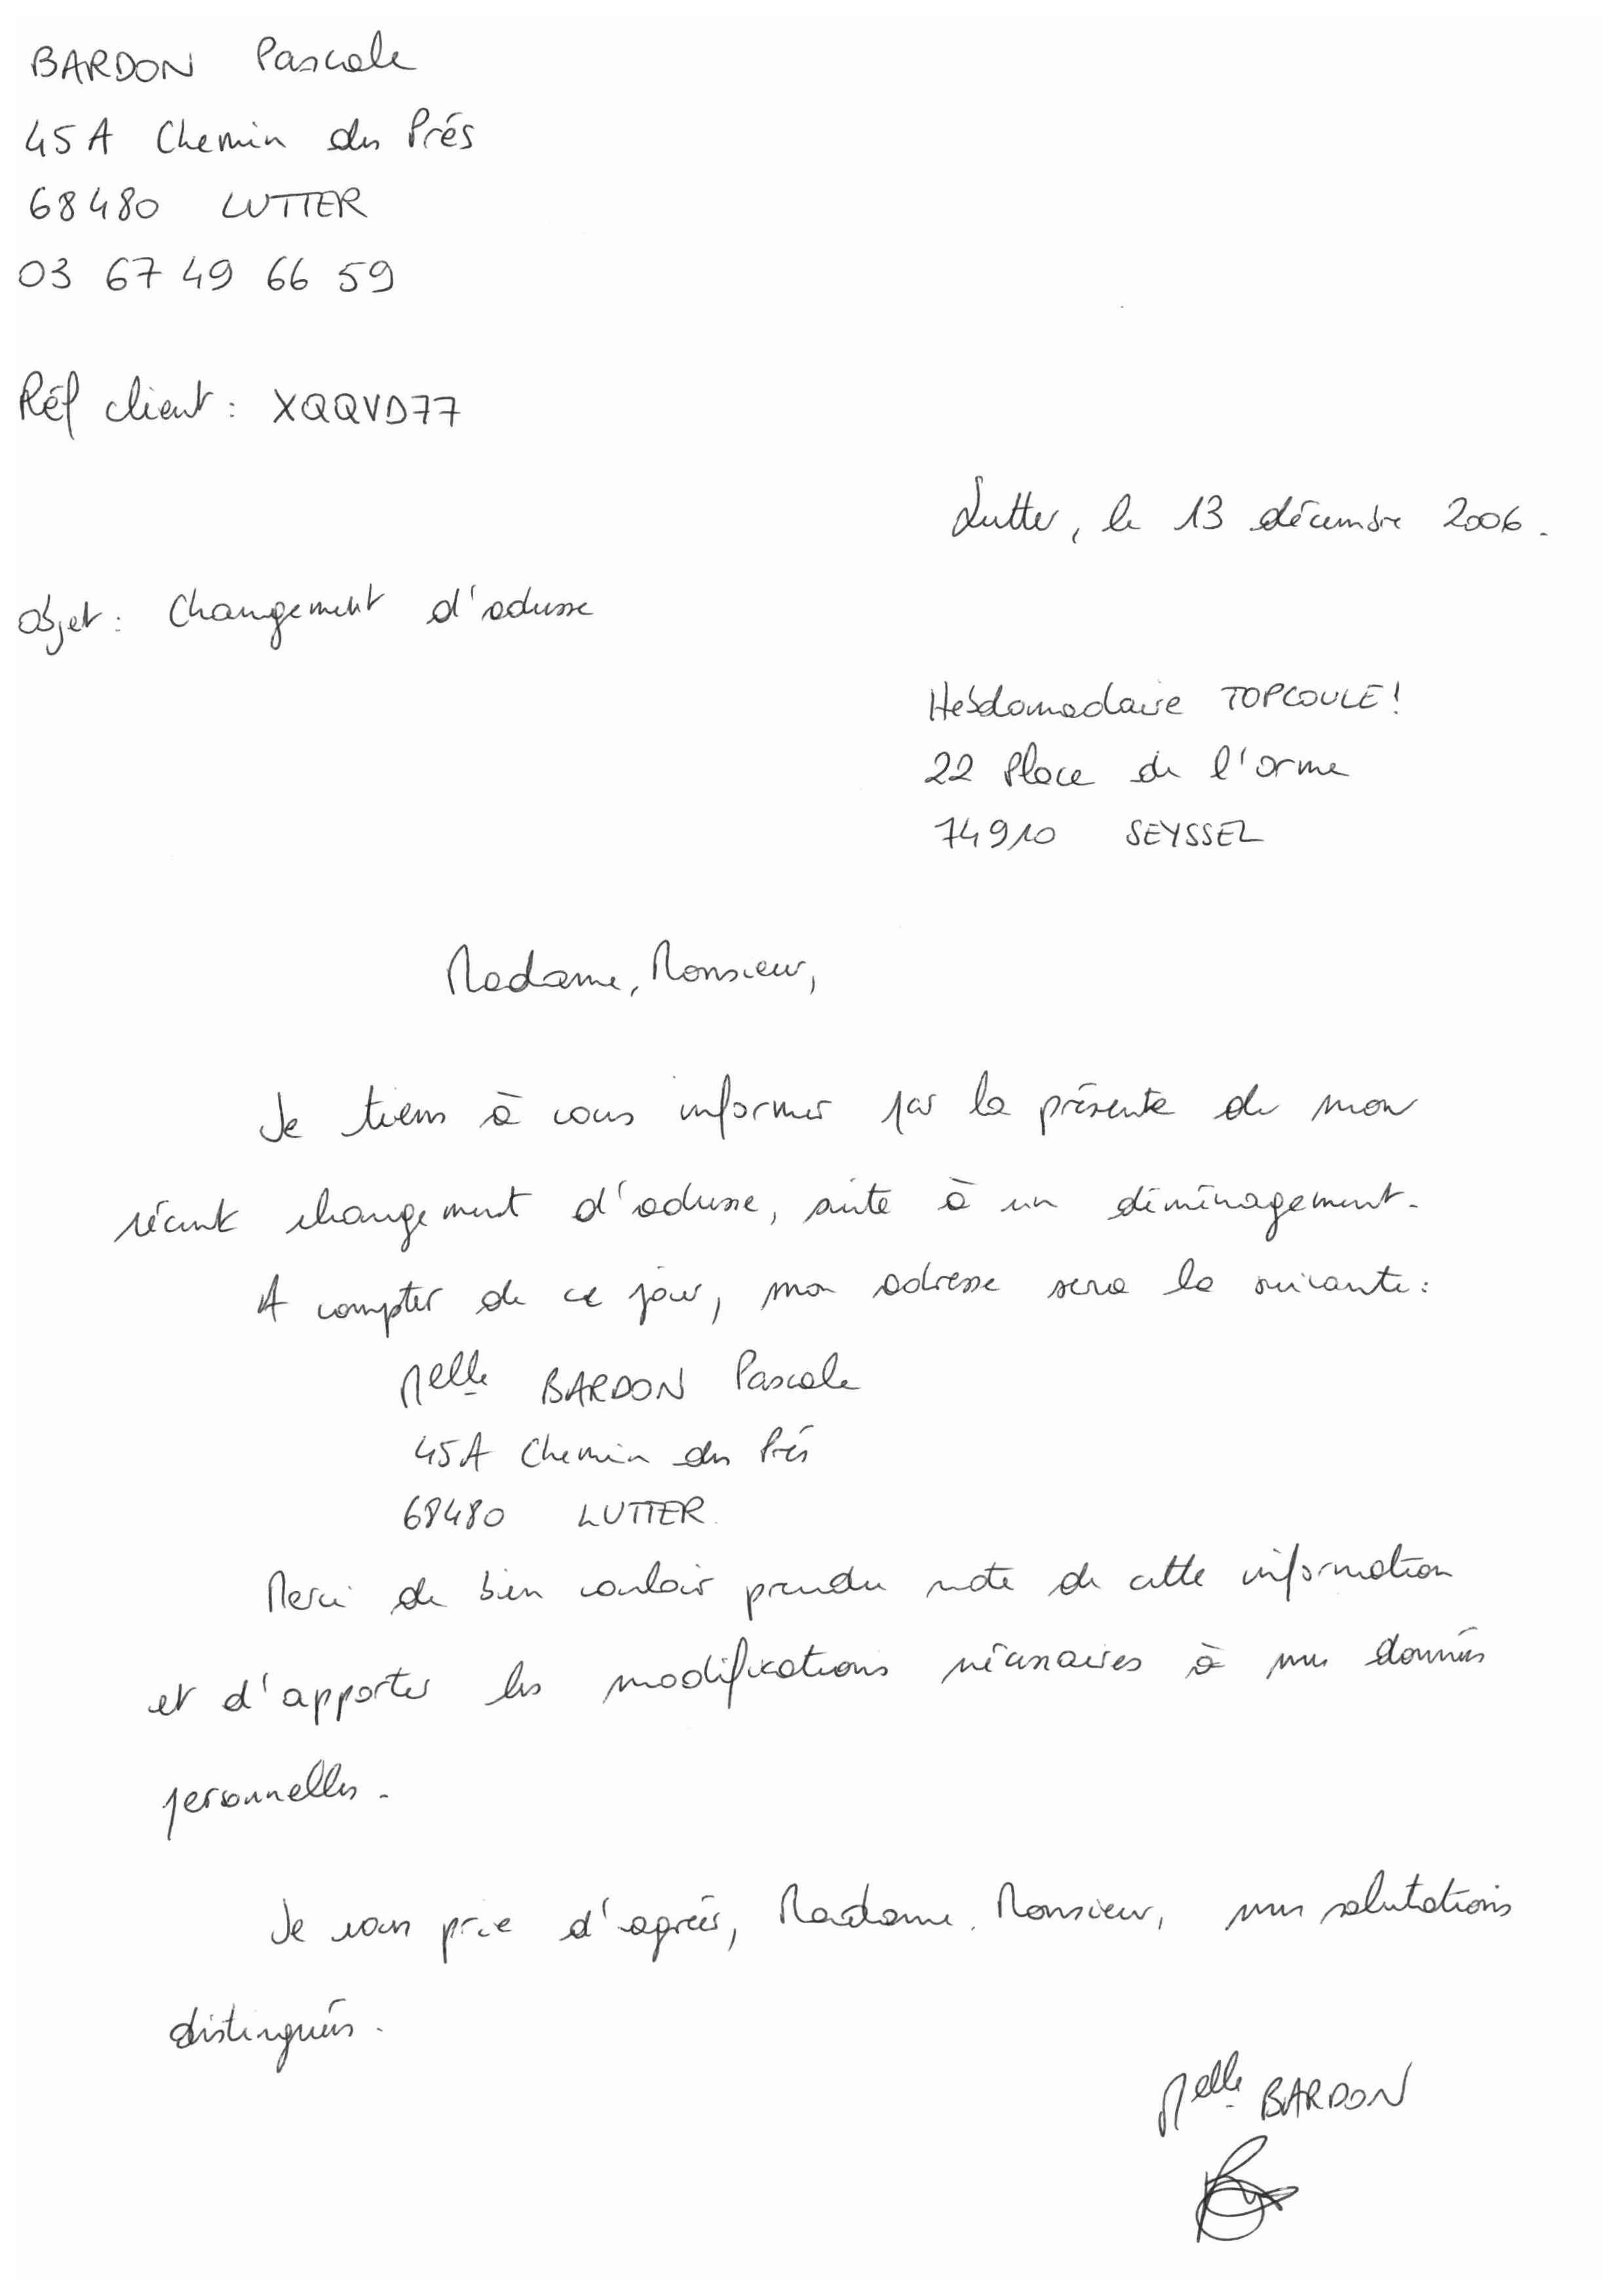 BARDON Pascale
45A Chemin des Prés
68480 LUTTER
03 67 49 66 59
Réf client : XQQVD77
Lutter, le 13 décembre 2006.
Objet : Changement d'adresse
Hebdomadaire TOPCOULE!
22 Place de l'orme
74910 SEYSSEL
Madame, Monsieur,
Je tiens à vous informer par la présente de mon
récent changement d'adresse, suite à un déménagement.
A compter de ce jour, mon adresse sera la suivante :
Melle BARDON Pascale
45A Chemin des Prés
68480 LUTTER.
Merci de bien vouloir prendre note de cette information
et d'apporter les modifications nécessaires à mes données
personnelles.
Je vous prie d'agréer, Madame, Monsieur, mes salutations
distinguées.
Melle BARDON